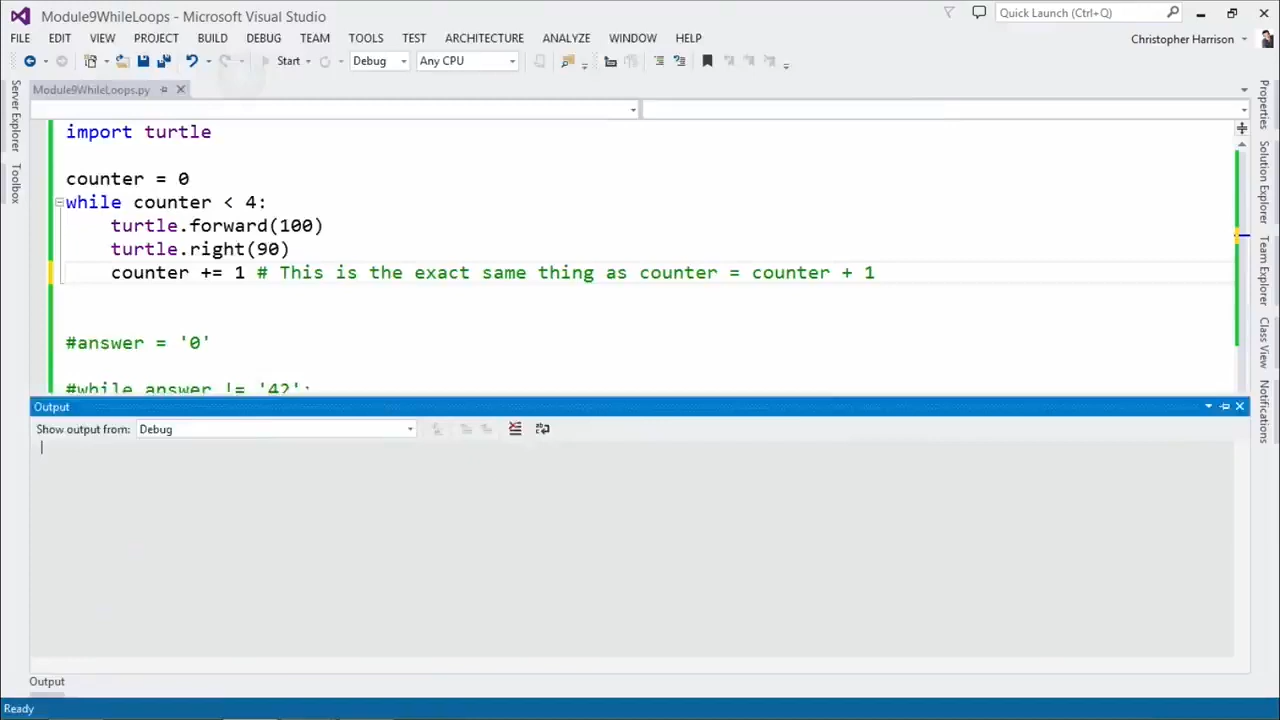 Module9WhileLoops - Microsoft Visual Studio
Quick Launch (Ctrl+Q)
FILE EDIT VIEW PROJECT BUILD DEBUG TEAM TOOLS TEST ARCHITECTURE ANALYZE WINDOW HELP
Christopher Harrison
Start Debug Any CPU
Module9WhileLoops.py
Server Explorer
Toolbox
import turtle
counter = 0
while counter < 4:
turtle.forward(100)
turtle.right(90)
counter += 1 # This is the exact same thing as counter = counter + 1
#answer = '0'
#while answer != '42':
Properties
Solution Explorer
Team Explorer
Class View
Notifications
Output
Show output from: Debug
Output
Ready